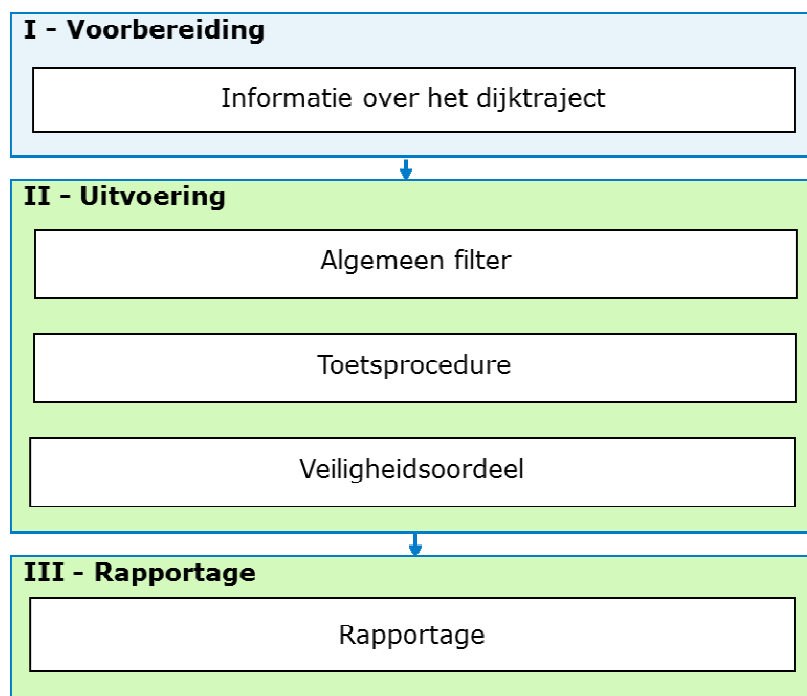 I - Voorbereiding
Informatie over het dijktraject
II - Uitvoering
Algemeen filter
Toetsprocedure
Veiligheidsoordeel
III - Rapportage
Rapportage